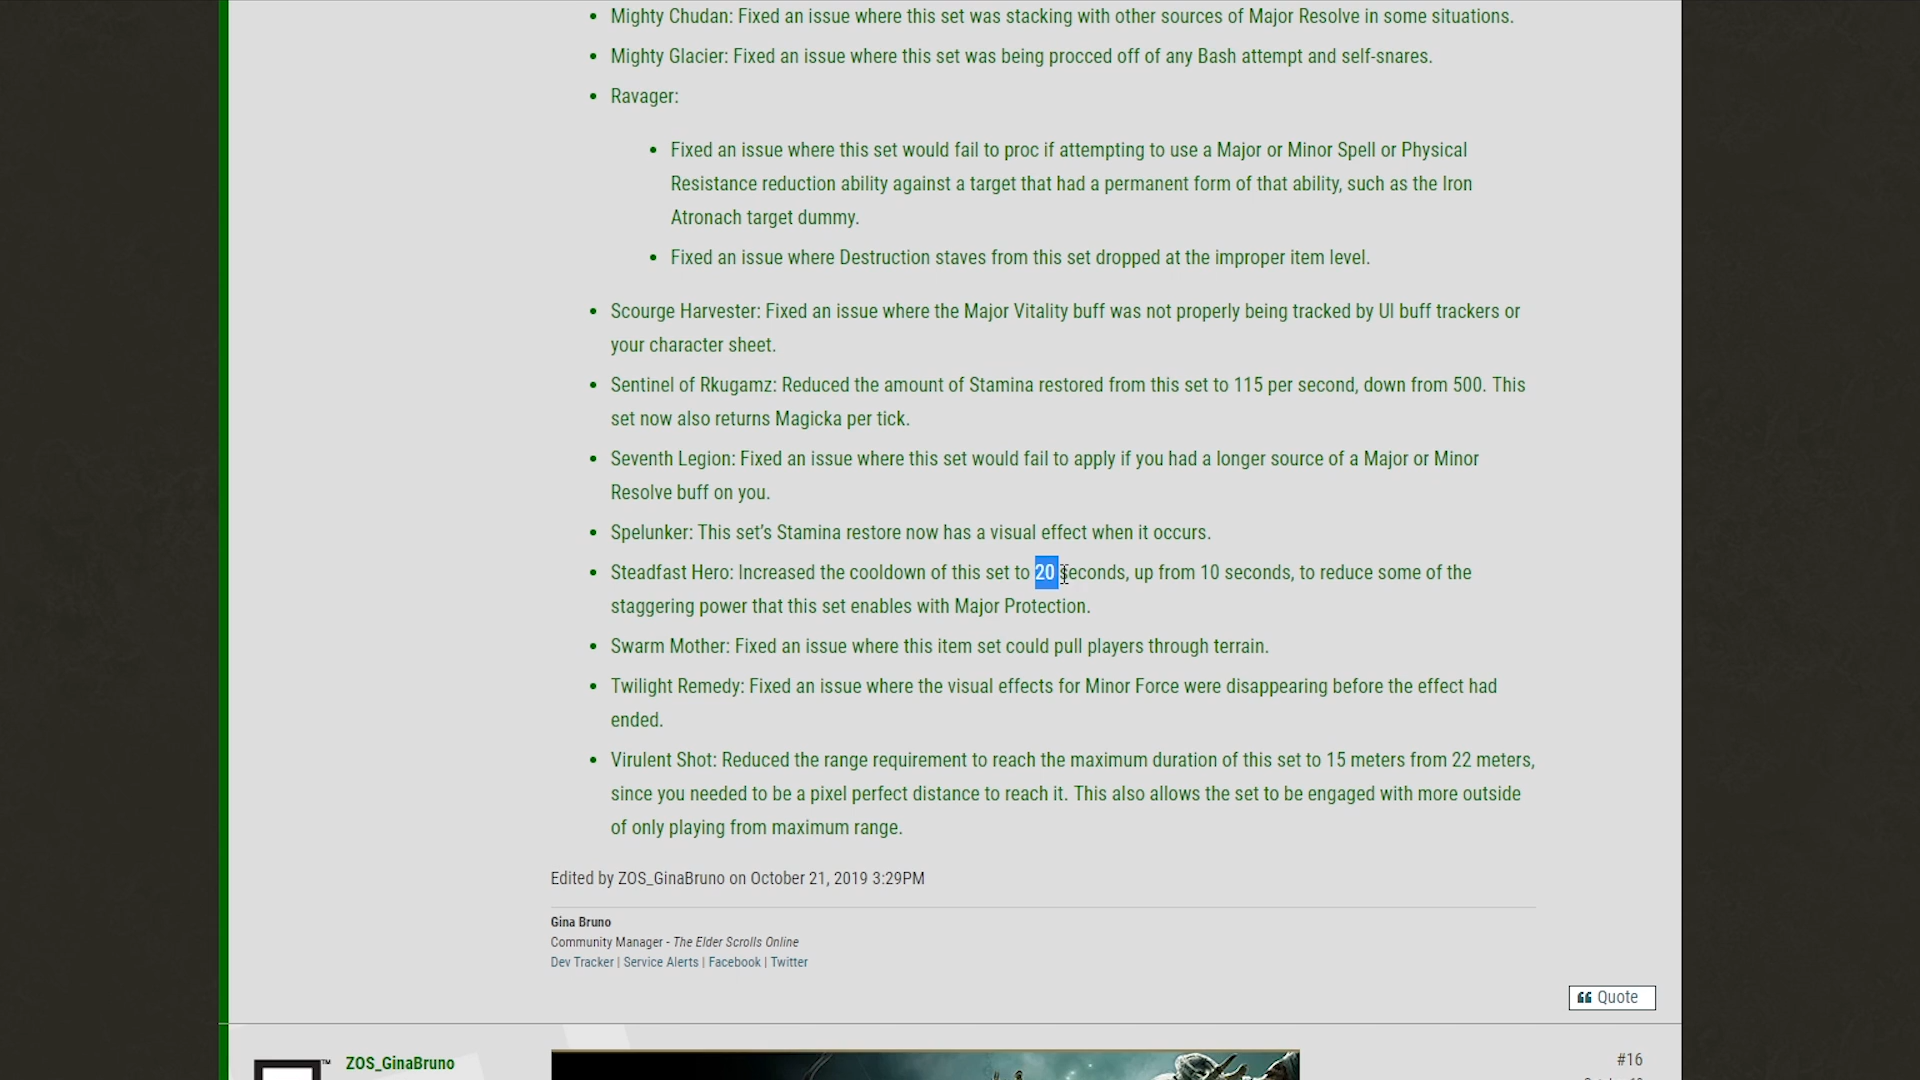 Mighty Chudan: Fixed an issue where this set was stacking with other sources of Major Resolve in some situations.
Mighty Glacier: Fixed an issue where this set was being procced off of any Bash attempt and self-snares.
Ravager:
Fixed an issue where this set would fail to proc if attempting to use a Major or Minor Spell or Physical
Resistance reduction ability against a target that had a permanent form of that ability, such as the Iron
Atronach target dummy.
Fixed an issue where Destruction staves from this set dropped at the improper item level.
Scourge Harvester: Fixed an issue where the Major Vitality buff was not properly being tracked by UI buff trackers or
your character sheet.
Sentinel of Rkugamz: Reduced the amount of Stamina restored from this set to 115 per second, down from 500. This
set now also returns Magicka per tick.
Seventh Legion: Fixed an issue where this set would fail to apply if you had a longer source of a Major or Minor
Resolve buff on you.
Spelunker: This set's Stamina restore now has a visual effect when it occurs.
Steadfast Hero: Increased the cooldown of this set to 20 seconds, up from 10 seconds, to reduce some of the
staggering power that this set enables with Major Protection.
Swarm Mother: Fixed an issue where this item set could pull players through terrain.
Twilight Remedy: Fixed an issue where the visual effects for Minor Force were disappearing before the effect had
ended.
Virulent Shot: Reduced the range requirement to reach the maximum duration of this set to 15 meters from 22 meters,
since you needed to be a pixel perfect distance to reach it. This also allows the set to be engaged with more outside
of only playing from maximum range.
Edited by ZOS_GinaBruno on October 21, 2019 3:29PM
Gina Bruno
Community Manager - The Elder Scrolls Online
Dev Tracker | Service Alerts | Facebook | Twitter
Quote
ZOS_GinaBruno
#16